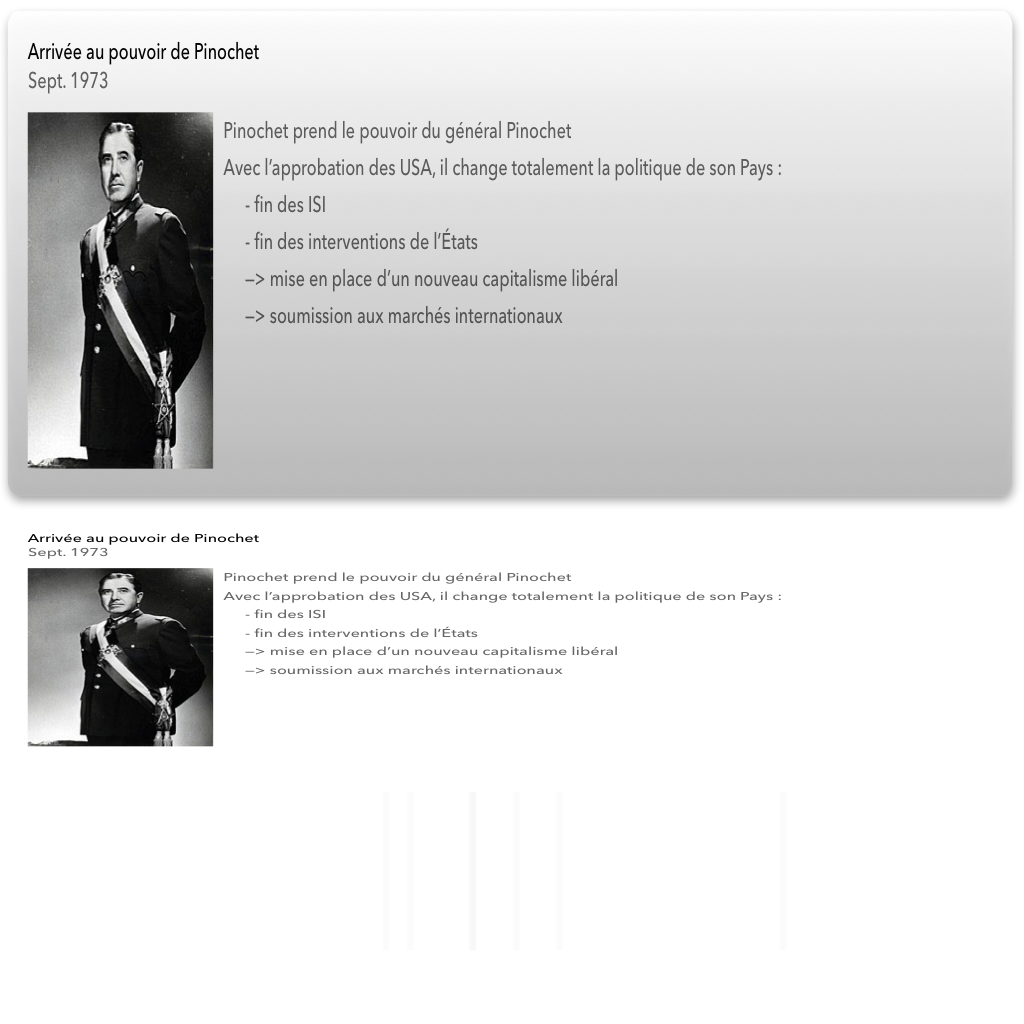 Arrivée au pouvoir de Pinochet
Sept. 1973
Pinochet prend le pouvoir du général Pinochet
Avec l’approbation des USA, il change totalement la politique de son Pays :
- fin des ISI
- fin des interventions de l’États
—> mise en place d’un nouveau capitalisme libéral
—> soumission aux marchés internationaux
Arrivée au pouvoir de Pinochet
Sept. 1973
Pinochet prend le pouvoir du général Pinochet
Avec l’approbation des USA, il change totalement la politique de son Pays :
- fin des ISI
- fin des interventions de l’États
—> mise en place d’un nouveau capitalisme libéral
—> soumission aux marchés internationaux